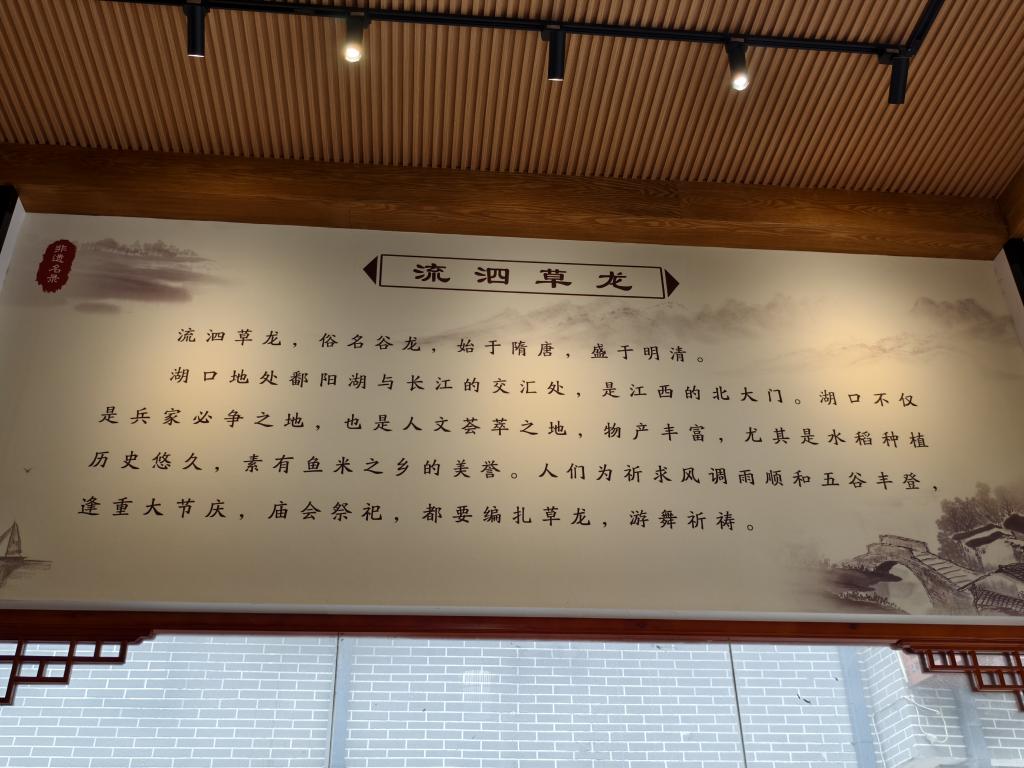 非遗名录
流泗草龙
流泗草龙，俗名谷龙，始于隋唐，盛于明清。
湖口地处鄱阳湖与长江的交汇处，是江西的北大门。湖口不仅
是兵家必争之地，也是人文荟萃之地，物产丰富，尤其是水稻种植
历史悠久，素有鱼米之乡的美誉。人们为祈求风调雨顺和五谷丰登，
逢重大节庆，庙会祭祀，都要编扎草龙，游舞祈祷。